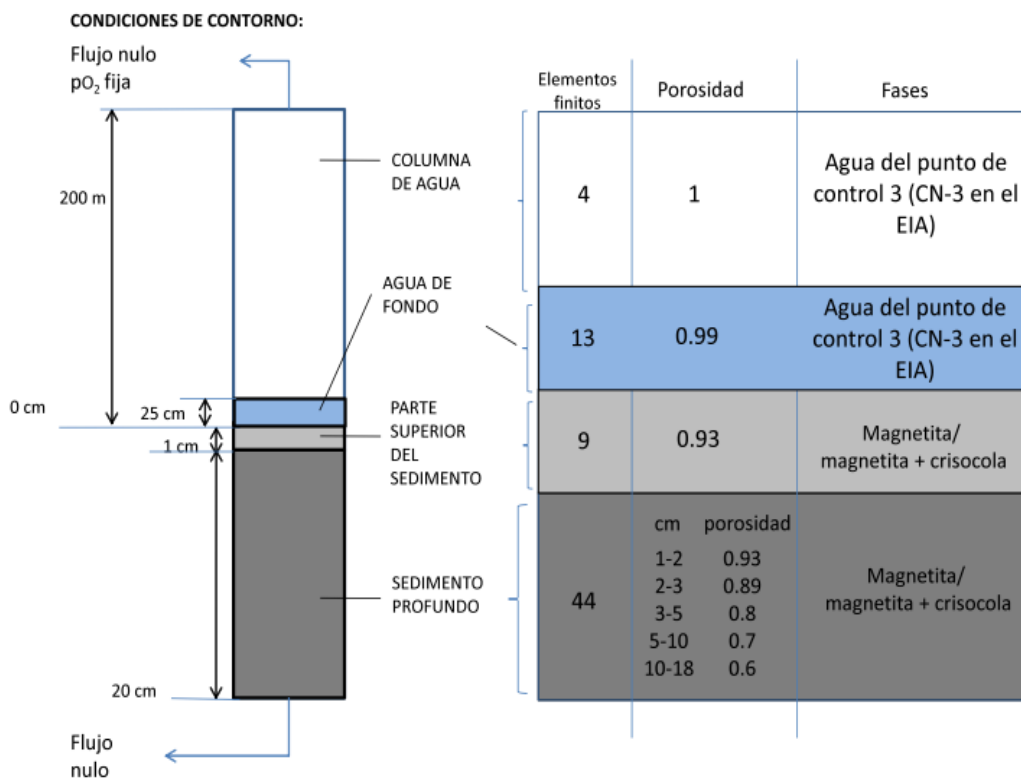 CONDICIONES DE CONTORNO:
Flujo nulo
pO₂ fija
200 m
0 cm
25 cm
1 cm
20 cm
Flujo
nulo
COLUMNA
DE AGUA
AGUA DE
FONDO
PARTE
SUPERIOR
DEL
SEDIMENTO
SEDIMENTO
PROFUNDO
Elementos
finitos
Porosidad
Fases
4
1
Agua del punto de
control 3 (CN-3 en el
EIA)
13
0.99
Agua del punto de
control 3 (CN-3 en el
EIA)
9
0.93
Magnetita/
magnetita + crisocola
44
cm porosidad
1-2 0.93
2-3 0.89
3-5 0.8
5-10 0.7
10-18 0.6
Magnetita/
magnetita + crisocola